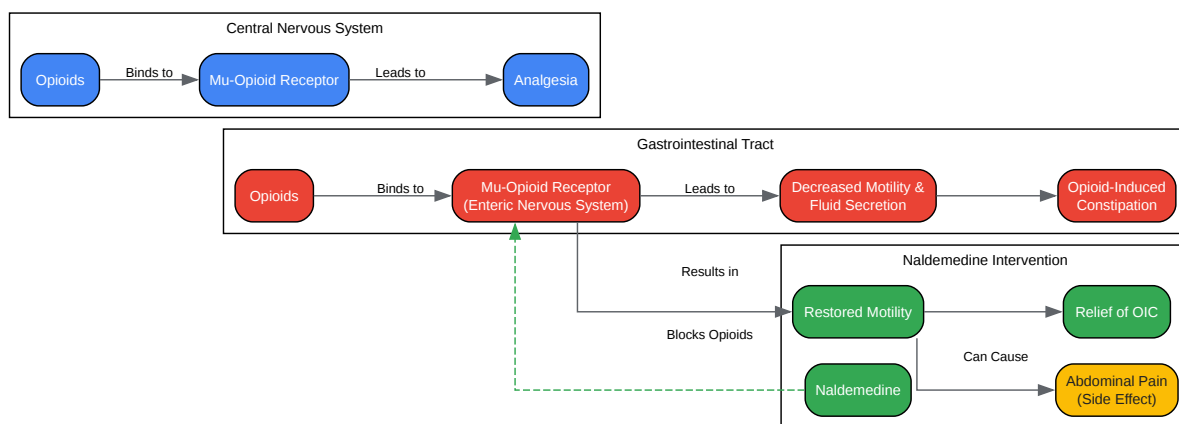 Central Nervous System
Opioids
Binds to
Mu-Opioid Receptor
Leads to
Analgesia
Gastrointestinal Tract
Opioids
Binds to
Mu-Opioid Receptor
(Enteric Nervous System)
Leads to
Decreased Motility &
Fluid Secretion
Opioid-Induced
Constipation
Naldemedine Intervention
Results in
Restored Motility
Relief of OIC
Blocks Opioids
Can Cause
Naldemedine
Abdominal Pain
(Side Effect)